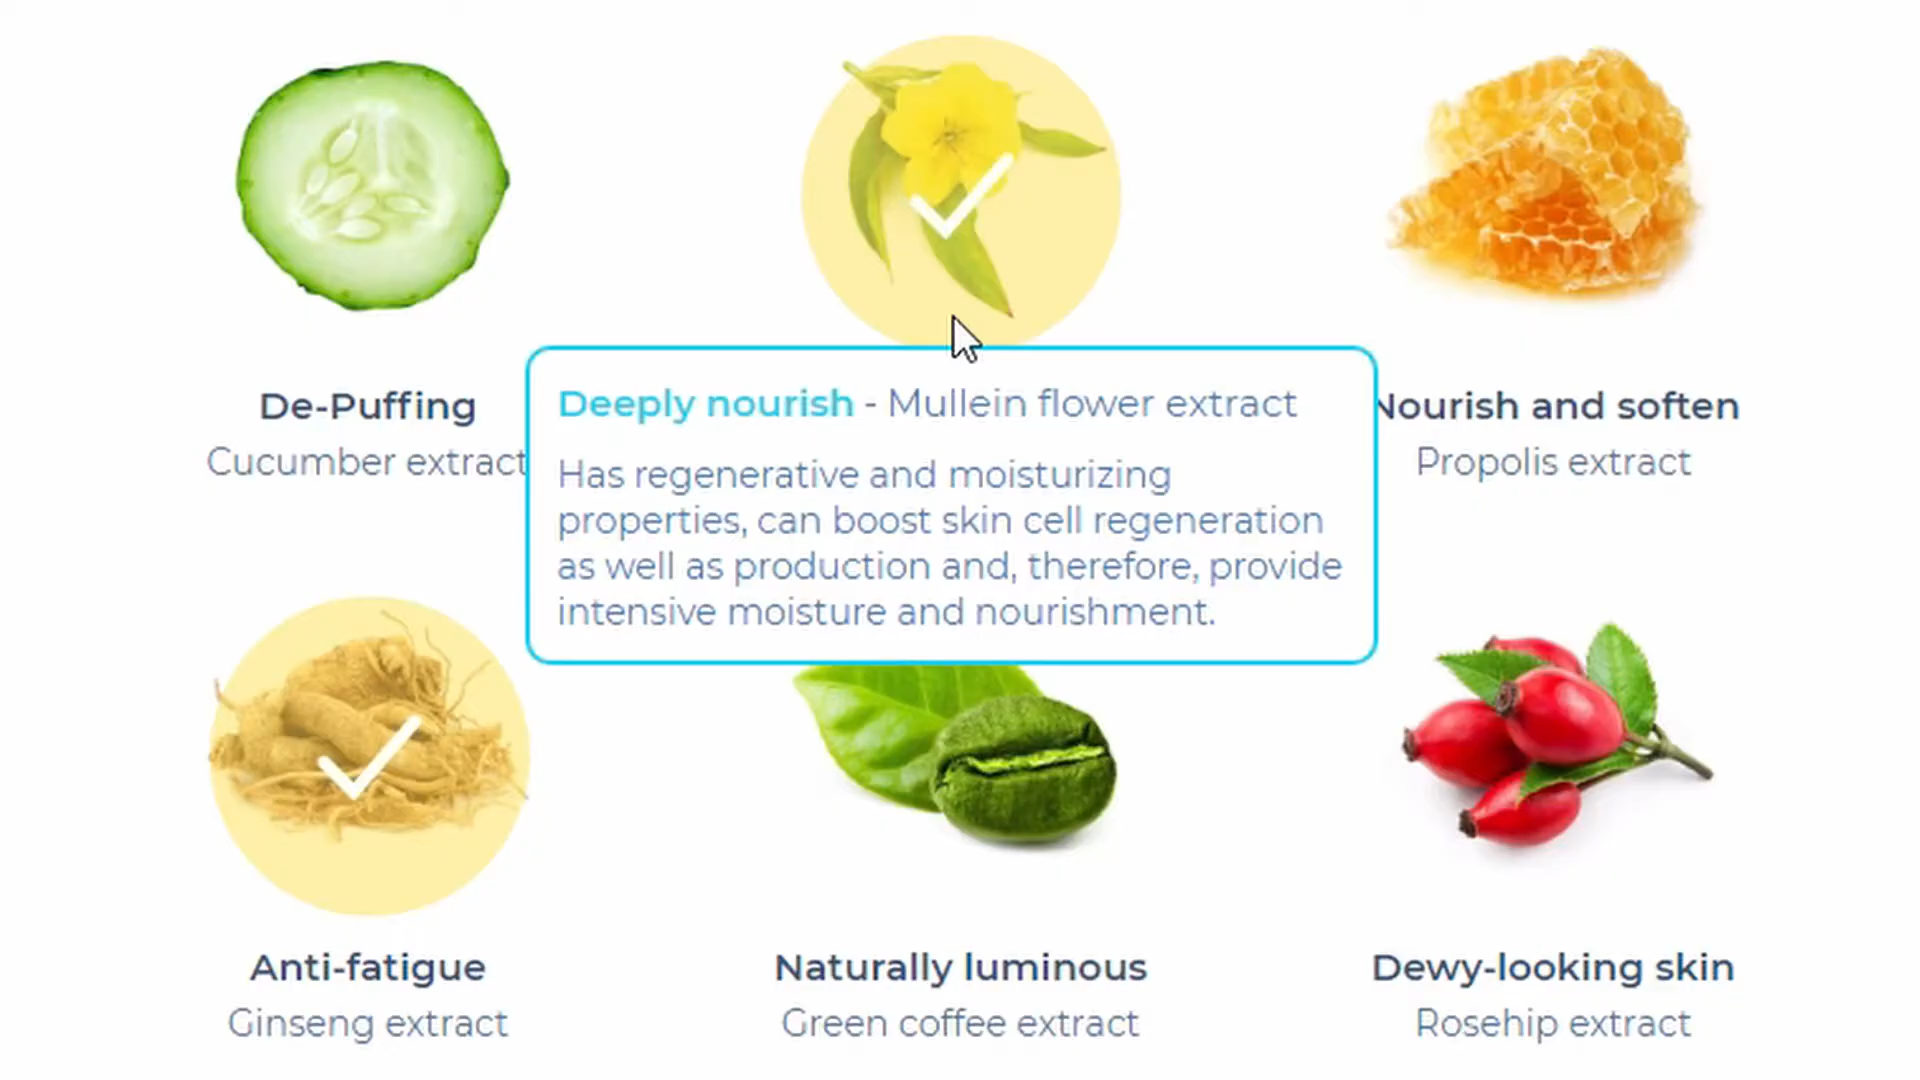 De-Puffing
Cucumber extract
Deeply nourish - Mullein flower extract
Has regenerative and moisturizing
properties, can boost skin cell regeneration
as well as production and, therefore, provide
intensive moisture and nourishment.
Nourish and soften
Propolis extract
Anti-fatigue
Ginseng extract
Naturally luminous
Green coffee extract
Dewy-looking skin
Rosehip extract